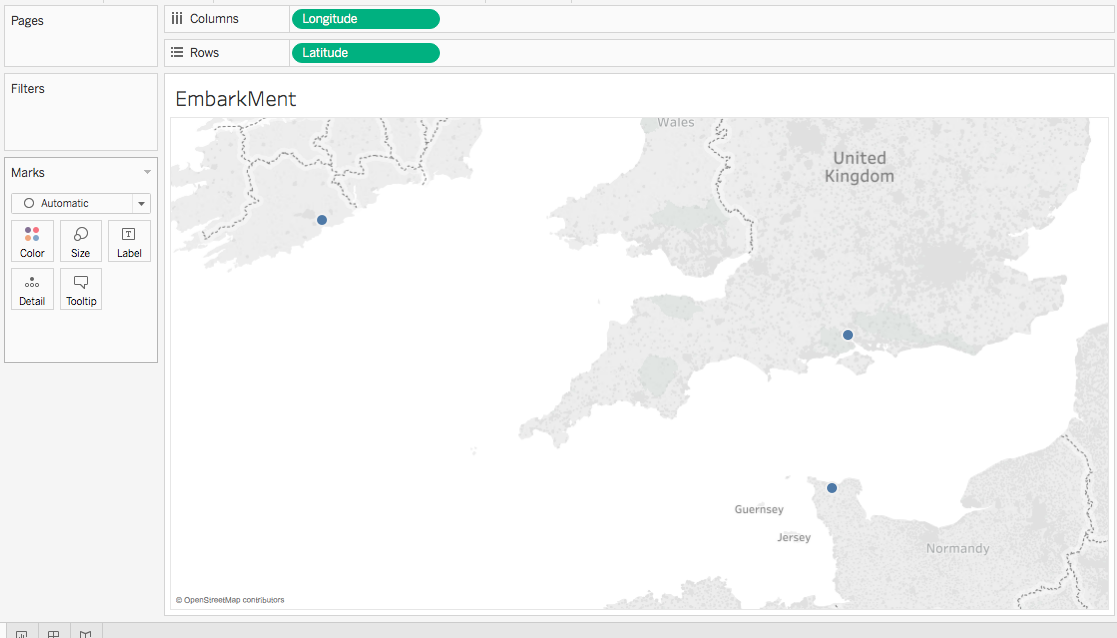 Pages
Columns
Longitude
Rows
Latitude
Filters
EmbarkMent
Marks
Automatic
Color
Size
Label
Detail
Tooltip
Wales
United
Kingdom
Guernsey
Jersey
Normandy
© OpenStreetMap contributors